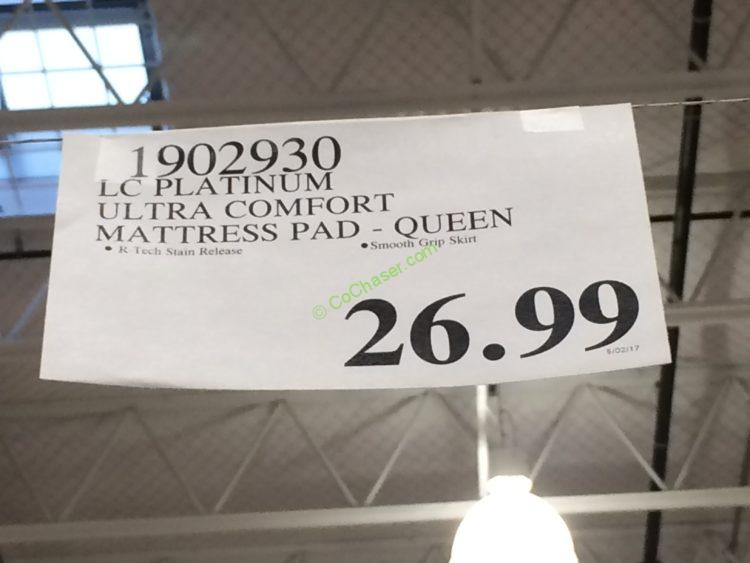 1902930
LC PLATINUM
ULTRA COMFORT
MATTRESS PAD - QUEEN
• R-Tech Stain Release •Smooth Grip Skirt
© CoChaser.com
26.99
5/02/17